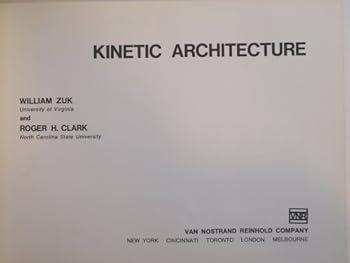 KINETIC ARCHITECTURE
WILLIAM ZUK
University of Virginia
and
ROGER H. CLARK
North Carolina State University
VNR
VAN NOSTRAND REINHOLD COMPANY
NEW YORK CINCINNATI TORONTO LONDON MELBOURNE